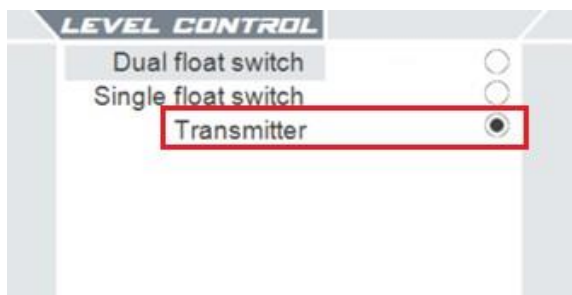 LEVEL CONTROL
Dual float switch
Single float switch
Transmitter